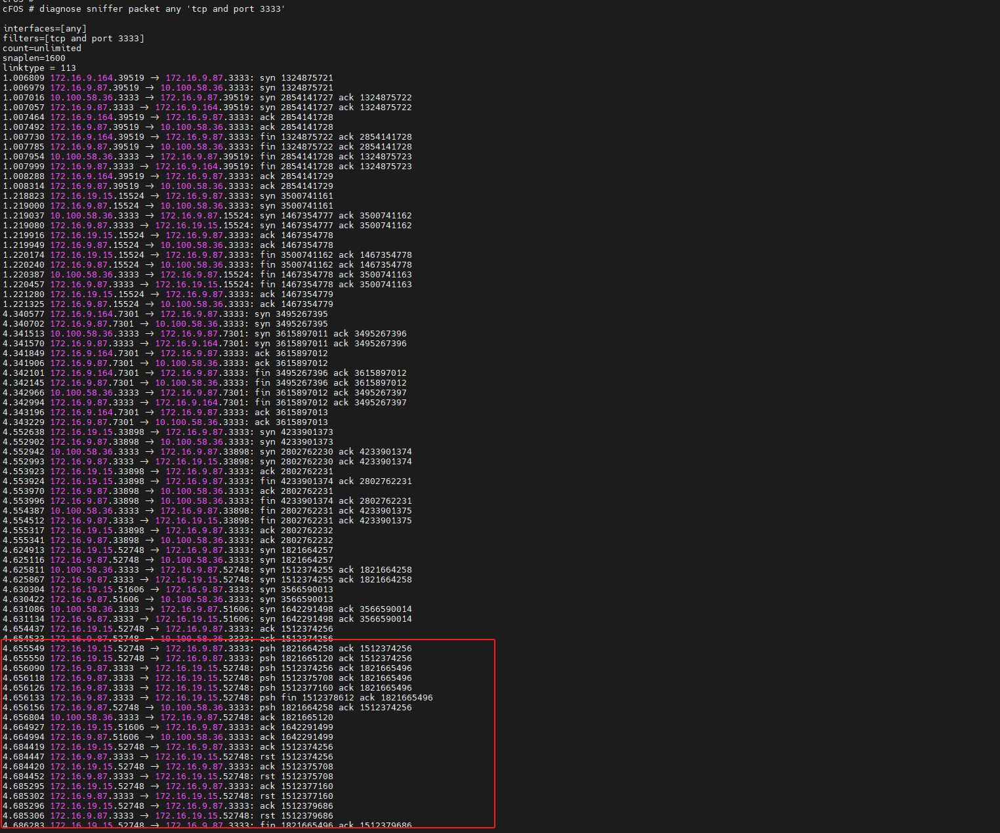 cFOS #
cFOS # diagnose sniffer packet any 'tcp and port 3333'
interfaces=[any]
filters=[tcp and port 3333]
count=unlimited
snaplen=1600
linktype = 113
1.006809 172.16.9.164.39519 → 172.16.9.87.3333: syn 1324875721
1.006979 172.16.9.87.39519 → 10.100.58.36.3333: syn 1324875721
1.007016 10.100.58.36.3333 → 172.16.9.87.39519: syn 2854141727 ack 1324875722
1.007057 172.16.9.87.3333 → 172.16.9.164.39519: syn 2854141727 ack 1324875722
1.007464 172.16.9.164.39519 → 172.16.9.87.3333: ack 2854141728
1.007492 172.16.9.87.39519 → 10.100.58.36.3333: ack 2854141728
1.007730 172.16.9.164.39519 → 172.16.9.87.3333: fin 1324875722 ack 2854141728
1.007785 172.16.9.87.39519 → 10.100.58.36.3333: fin 1324875722 ack 2854141728
1.007954 10.100.58.36.3333 → 172.16.9.87.39519: fin 2854141728 ack 1324875723
1.007999 172.16.9.87.3333 → 172.16.9.164.39519: fin 2854141728 ack 1324875723
1.008288 172.16.9.164.39519 → 172.16.9.87.3333: ack 2854141729
1.008314 172.16.9.87.39519 → 10.100.58.36.3333: ack 2854141729
1.218823 172.16.19.15.15524 → 172.16.9.87.3333: syn 3500741161
1.219000 172.16.9.87.15524 → 10.100.58.36.3333: syn 3500741161
1.219037 10.100.58.36.3333 → 172.16.9.87.15524: syn 1467354777 ack 3500741162
1.219080 172.16.9.87.3333 → 172.16.19.15.15524: syn 1467354777 ack 3500741162
1.219916 172.16.19.15.15524 → 172.16.9.87.3333: ack 1467354778
1.219949 172.16.9.87.15524 → 10.100.58.36.3333: ack 1467354778
1.220174 172.16.19.15.15524 → 172.16.9.87.3333: fin 3500741162 ack 1467354778
1.220240 172.16.9.87.15524 → 10.100.58.36.3333: fin 3500741162 ack 1467354778
1.220387 10.100.58.36.3333 → 172.16.9.87.15524: fin 1467354778 ack 3500741163
1.220457 172.16.9.87.3333 → 172.16.19.15.15524: fin 1467354778 ack 3500741163
1.221280 172.16.19.15.15524 → 172.16.9.87.3333: ack 1467354779
1.221325 172.16.9.87.15524 → 10.100.58.36.3333: ack 1467354779
4.340577 172.16.9.164.7301 → 172.16.9.87.3333: syn 3495267395
4.340702 172.16.9.87.7301 → 10.100.58.36.3333: syn 3495267395
4.341513 10.100.58.36.3333 → 172.16.9.87.7301: syn 3615897011 ack 3495267396
4.341570 172.16.9.87.3333 → 172.16.9.164.7301: syn 3615897011 ack 3495267396
4.341849 172.16.9.164.7301 → 172.16.9.87.3333: ack 3615897012
4.341906 172.16.9.87.7301 → 10.100.58.36.3333: ack 3615897012
4.342101 172.16.9.164.7301 → 172.16.9.87.3333: fin 3495267396 ack 3615897012
4.342145 172.16.9.87.7301 → 10.100.58.36.3333: fin 3495267396 ack 3615897012
4.342966 10.100.58.36.3333 → 172.16.9.87.7301: fin 3615897012 ack 3495267397
4.342994 172.16.9.87.3333 → 172.16.9.164.7301: fin 3615897012 ack 3495267397
4.343196 172.16.9.164.7301 → 172.16.9.87.3333: ack 3615897013
4.343229 172.16.9.87.7301 → 10.100.58.36.3333: ack 3615897013
4.552638 172.16.19.15.33898 → 172.16.9.87.3333: syn 4233901373
4.552902 172.16.9.87.33898 → 10.100.58.36.3333: syn 4233901373
4.552942 10.100.58.36.3333 → 172.16.9.87.33898: syn 2802762230 ack 4233901374
4.552993 172.16.9.87.3333 → 172.16.19.15.33898: syn 2802762230 ack 4233901374
4.553923 172.16.19.15.33898 → 172.16.9.87.3333: ack 2802762231
4.553924 172.16.19.15.33898 → 172.16.9.87.3333: fin 4233901374 ack 2802762231
4.553970 172.16.9.87.33898 → 10.100.58.36.3333: ack 2802762231
4.553996 172.16.9.87.33898 → 10.100.58.36.3333: fin 4233901374 ack 2802762231
4.554387 10.100.58.36.3333 → 172.16.9.87.33898: fin 2802762231 ack 4233901375
4.554512 172.16.9.87.3333 → 172.16.19.15.33898: fin 2802762231 ack 4233901375
4.555317 172.16.19.15.33898 → 172.16.9.87.3333: ack 2802762232
4.555341 172.16.9.87.33898 → 10.100.58.36.3333: ack 2802762232
4.624913 172.16.19.15.52748 → 172.16.9.87.3333: syn 1821664257
4.625116 172.16.9.87.52748 → 10.100.58.36.3333: syn 1821664257
4.625811 10.100.58.36.3333 → 172.16.9.87.52748: syn 1512374255 ack 1821664258
4.625867 172.16.9.87.3333 → 172.16.19.15.52748: syn 1512374255 ack 1821664258
4.630304 172.16.19.15.51606 → 172.16.9.87.3333: syn 3566590013
4.630422 172.16.9.87.51606 → 10.100.58.36.3333: syn 3566590013
4.631086 10.100.58.36.3333 → 172.16.9.87.51606: syn 1642291498 ack 3566590014
4.631134 172.16.9.87.3333 → 172.16.19.15.51606: syn 1642291498 ack 3566590014
4.654437 172.16.19.15.52748 → 172.16.9.87.3333: ack 1512374256
4.654533 172.16.9.87.52748 → 10.100.58.36.3333: ack 1512374256
4.655549 172.16.19.15.52748 → 172.16.9.87.3333: psh 1821664258 ack 1512374256
4.655550 172.16.19.15.52748 → 172.16.9.87.3333: psh 1821665120 ack 1512374256
4.656090 172.16.9.87.3333 → 172.16.19.15.52748: psh 1512374256 ack 1821665496
4.656118 172.16.9.87.3333 → 172.16.19.15.52748: psh 1512375708 ack 1821665496
4.656126 172.16.9.87.3333 → 172.16.19.15.52748: psh 1512377160 ack 1821665496
4.656133 172.16.9.87.3333 → 172.16.19.15.52748: psh fin 1512378612 ack 1821665496
4.656156 172.16.9.87.52748 → 10.100.58.36.3333: psh 1821664258 ack 1512374256
4.656804 10.100.58.36.3333 → 172.16.9.87.52748: ack 1821665120
4.664927 172.16.19.15.51606 → 172.16.9.87.3333: ack 1642291499
4.664994 172.16.9.87.51606 → 10.100.58.36.3333: ack 1642291499
4.684419 172.16.19.15.52748 → 172.16.9.87.3333: ack 1512374256
4.684447 172.16.9.87.3333 → 172.16.19.15.52748: rst 1512374256
4.684420 172.16.19.15.52748 → 172.16.9.87.3333: ack 1512375708
4.684452 172.16.9.87.3333 → 172.16.19.15.52748: rst 1512375708
4.685295 172.16.19.15.52748 → 172.16.9.87.3333: ack 1512377160
4.685302 172.16.9.87.3333 → 172.16.19.15.52748: rst 1512377160
4.685296 172.16.19.15.52748 → 172.16.9.87.3333: ack 1512379686
4.685306 172.16.9.87.3333 → 172.16.19.15.52748: rst 1512379686
4.686283 172.16.19.15.52748 → 172.16.9.87.3333: fin 1821665496 ack 1512379686